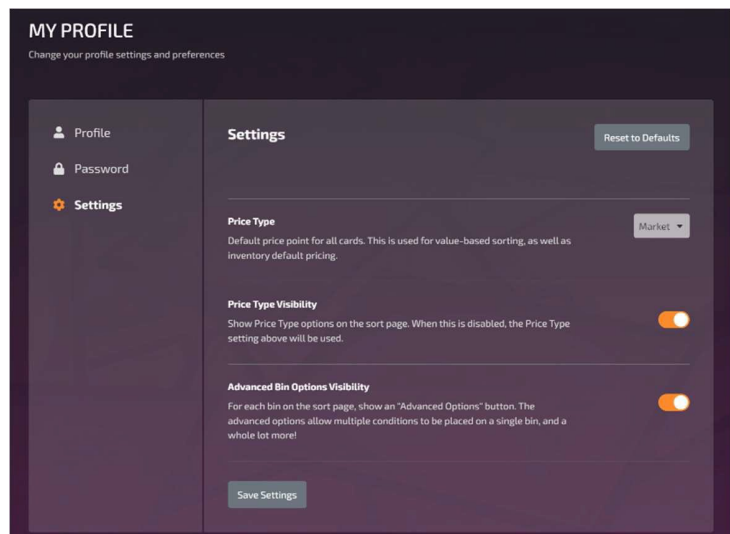 MY PROFILE
Change your profile settings and preferences
Profile
Password
Settings
Settings
Reset to Defaults
Price Type
Market
Default price point for all cards. This is used for value-based sorting, as well as
inventory default pricing.
Price Type Visibility
Show Price Type options on the sort page. When this is disabled, the Price Type
setting above will be used.
Advanced Bin Options Visibility
For each bin on the sort page, show an "Advanced Options" button. The
advanced options allow multiple conditions to be placed on a single bin, and a
whole lot more!
Save Settings